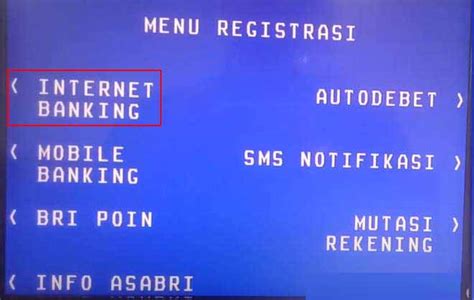 MENU REGISTRASI
< INTERNET
BANKING
AUTODEBET >
< MOBILE
BANKING
SMS NOTIFIKASI >
< BRI POIN
MUTASI >
REKENING
< INFO ASABRI